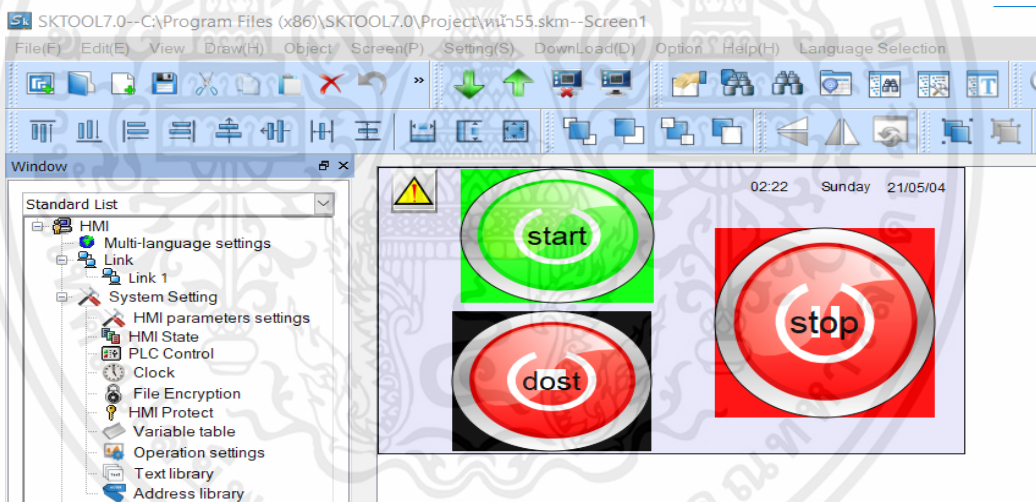 SKTOOL7.0--C:\Program Files (x86)\SKTOOL7.0\Project\หน้า55.skm--Screen1
File(F) Edit(E) View Draw(H) Object Screen(P) Setting(S) DownLoad(D) Option Help(H) Language Selection
Window
Standard List
HMI
Multi-language settings
Link
Link 1
System Setting
HMI parameters settings
HMI State
PLC Control
Clock
File Encryption
HMI Protect
Variable table
Operation settings
Text library
Address library
02:22 Sunday 21/05/04
start
stop
dost